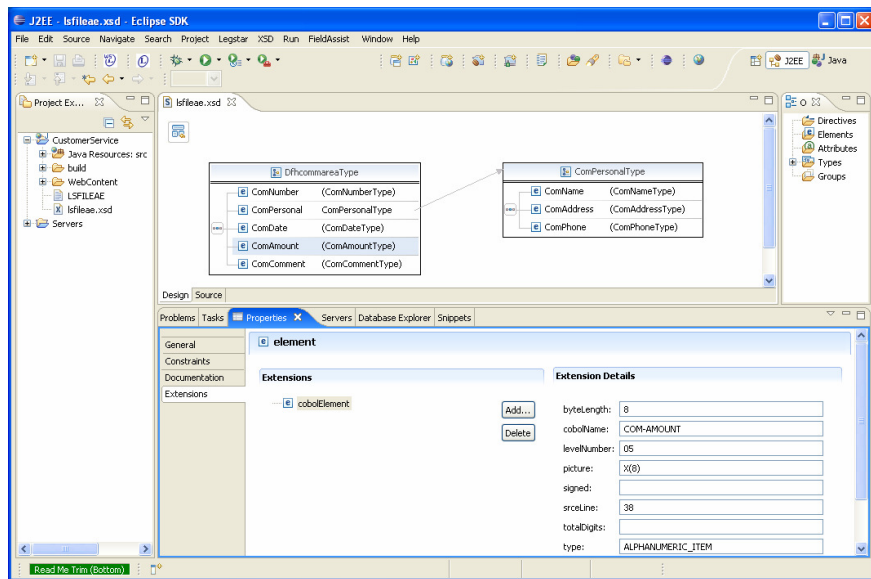 J2EE - lsfileae.xsd - Eclipse SDK
File Edit Source Navigate Search Project Legstar XSD Run FieldAssist Window Help
J2EE Java
Project Ex...
CustomerService
Java Resources: src
build
WebContent
LSFILEAE
lsfileae.xsd
Servers
lsfileae.xsd
DfhcommareaType
ComNumber (ComNumberType)
ComPersonal ComPersonalType
ComDate (ComDateType)
ComAmount (ComAmountType)
ComComment (ComCommentType)
ComPersonalType
ComName (ComNameType)
ComAddress (ComAddressType)
ComPhone (ComPhoneType)
Design Source
O
Directives
Elements
Attributes
Types
Groups
Problems Tasks Properties Servers Database Explorer Snippets
General
Constraints
Documentation
Extensions
element
Extensions
cobolElement
Add...
Delete
Extension Details
byteLength: 8
cobolName: COM-AMOUNT
levelNumber: 05
picture: X(8)
signed:
srceLine: 38
totalDigits:
type: ALPHANUMERIC_ITEM
Read Me Trim (Bottom)